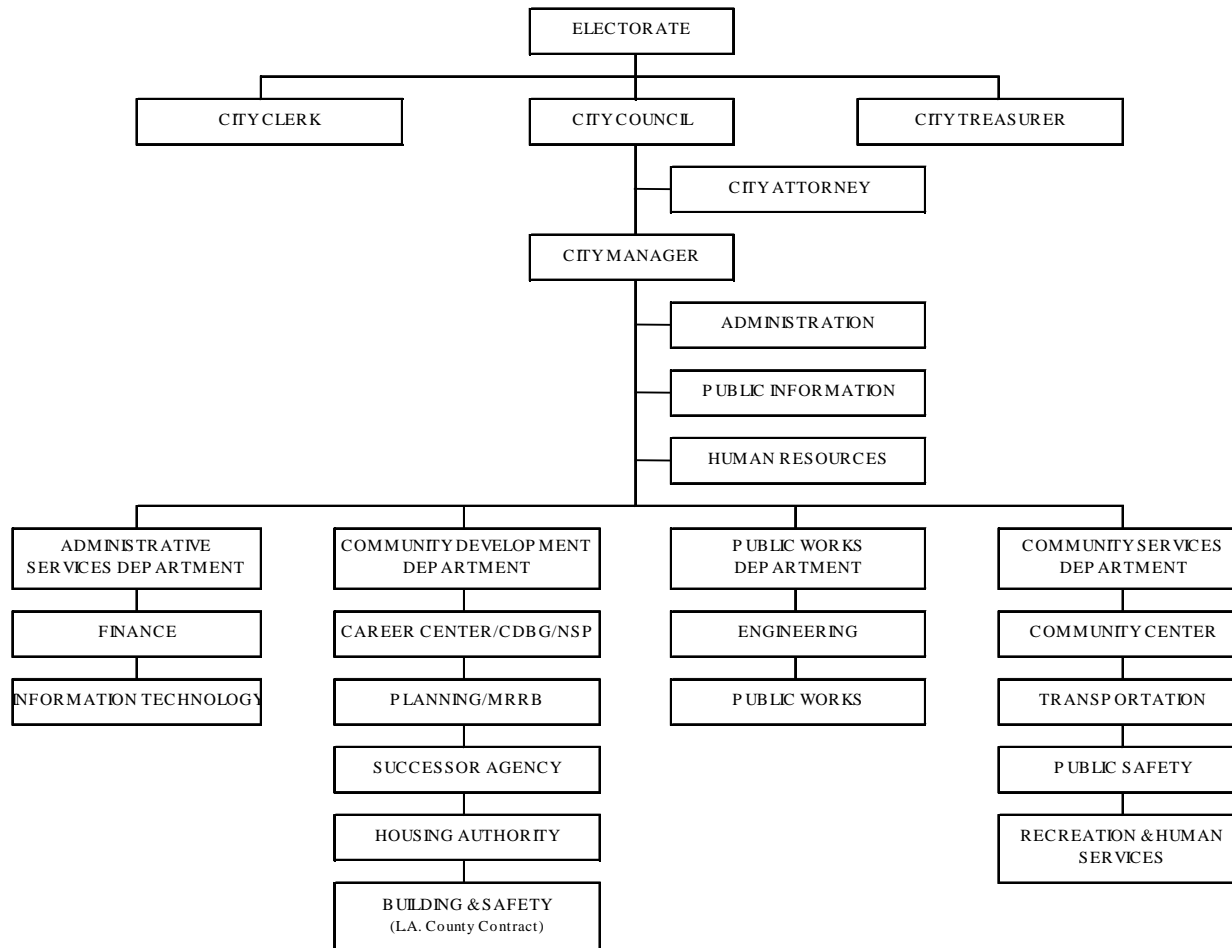 ELECTORATE
CITY CLERK
CITY COUNCIL
CITY TREASURER
CITY ATTORNEY
CITY MANAGER
ADMINISTRATION
PUBLIC INFORMATION
HUMAN RESOURCES
ADMINISTRATIVE
SERVICES DEPARTMENT
COMMUNITY DEVELOPMENT
DEPARTMENT
PUBLIC WORKS
DEPARTMENT
COMMUNITY SERVICES
DEPARTMENT
FINANCE
CAREER CENTER/CDBG/NSP
ENGINEERING
COMMUNITY CENTER
INFORMATION TECHNOLOGY
PLANNING/MRRB
PUBLIC WORKS
TRANSPORTATION
SUCCESSOR AGENCY
PUBLIC SAFETY
HOUSING AUTHORITY
RECREATION & HUMAN
SERVICES
BUILDING & SAFETY
(L.A. County Contract)